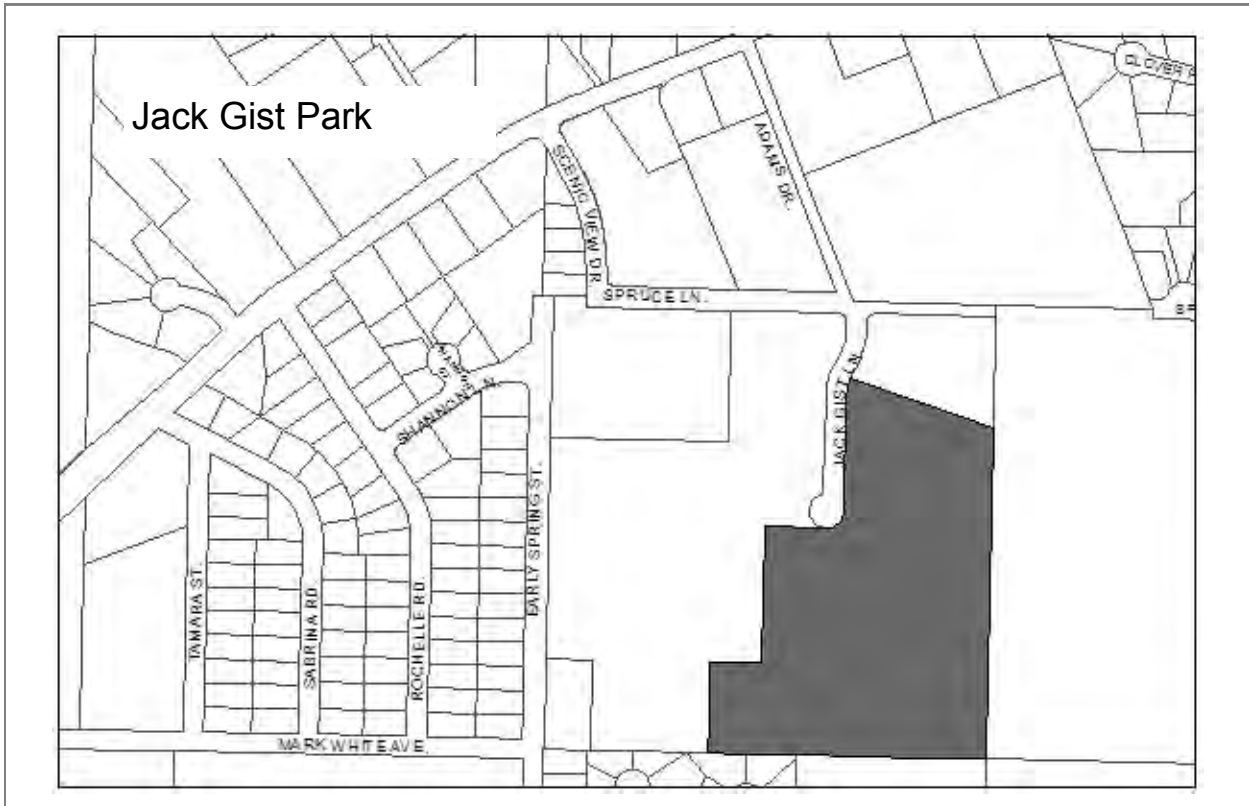 Jack Gist Park
CLOVER
ADAMS DR.
SCENIC VIEW DR
SPRUCE LN.
JACK GIST LN
SHANNON LN.
EARLY SPRING ST.
TAMARA ST.
SABRINA RD.
ROCHELLE RD.
MARK WHITE AVE.